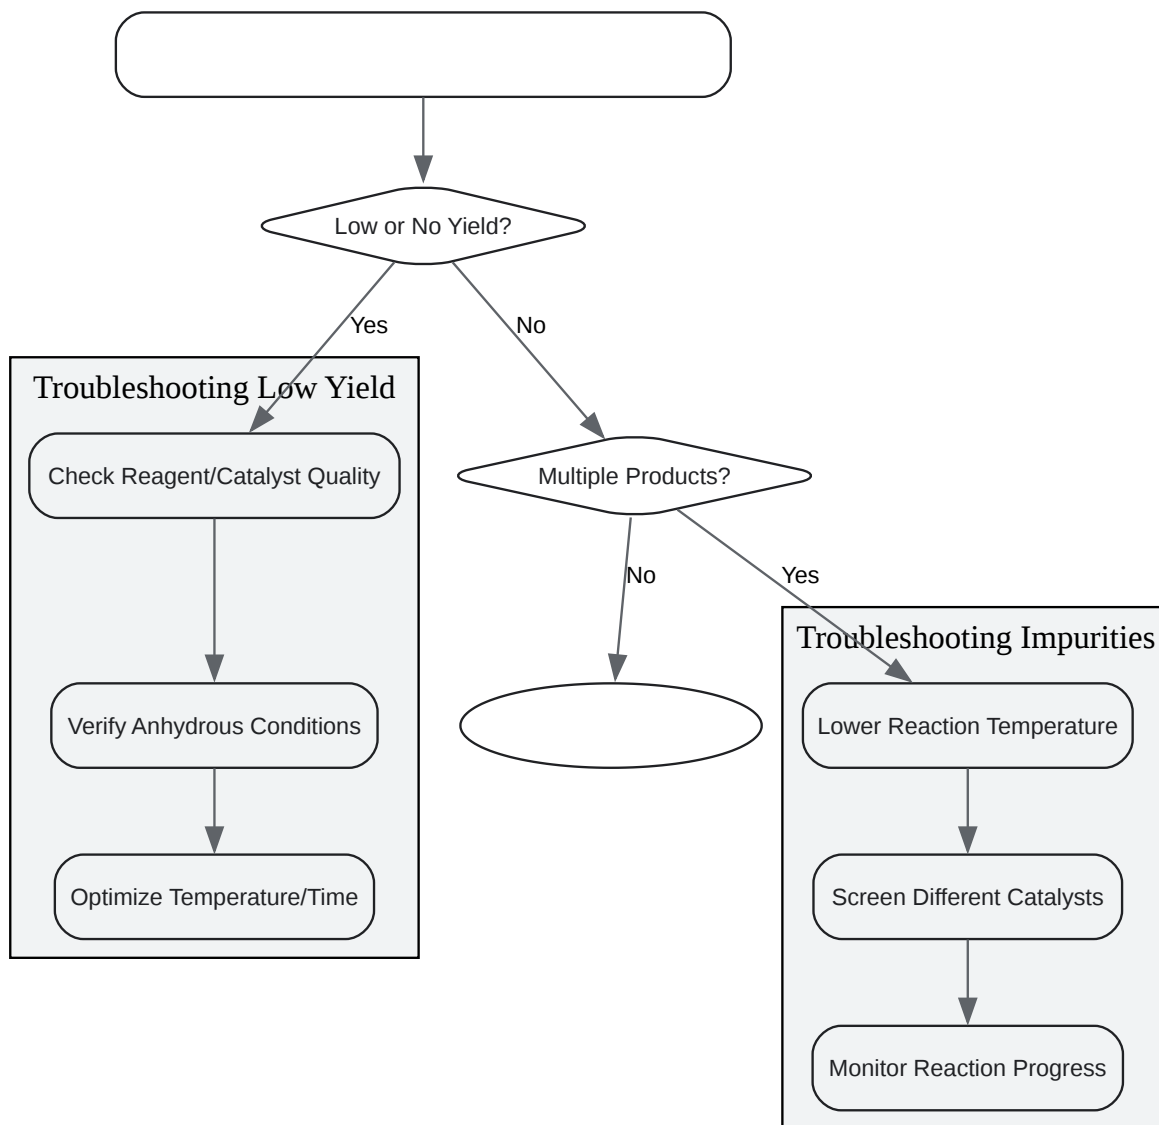 Low or No Yield?
Yes
No
Troubleshooting Low Yield
Check Reagent/Catalyst Quality
Multiple Products?
No
Yes
Troubleshooting Impurities
Verify Anhydrous Conditions
Lower Reaction Temperature
Optimize Temperature/Time
Screen Different Catalysts
Monitor Reaction Progress